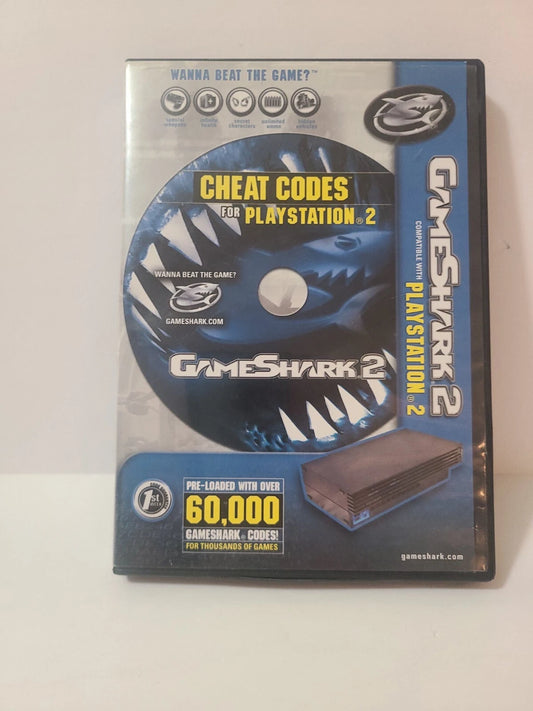 WANNA BEAT THE GAME?™
special weapons
infinite health
secret characters
unlimited ammo
hidden vehicles
CHEAT CODES™
FOR PLAYSTATION® 2
WANNA BEAT THE GAME?
GAMESHARK.COM
GAMESHARK 2
GAMESHARK® 2
COMPATIBLE WITH
PLAYSTATION® 2
1st
PRE-LOADED WITH OVER
60,000
GAMESHARK® CODES!
FOR THOUSANDS OF GAMES
gameshark.com